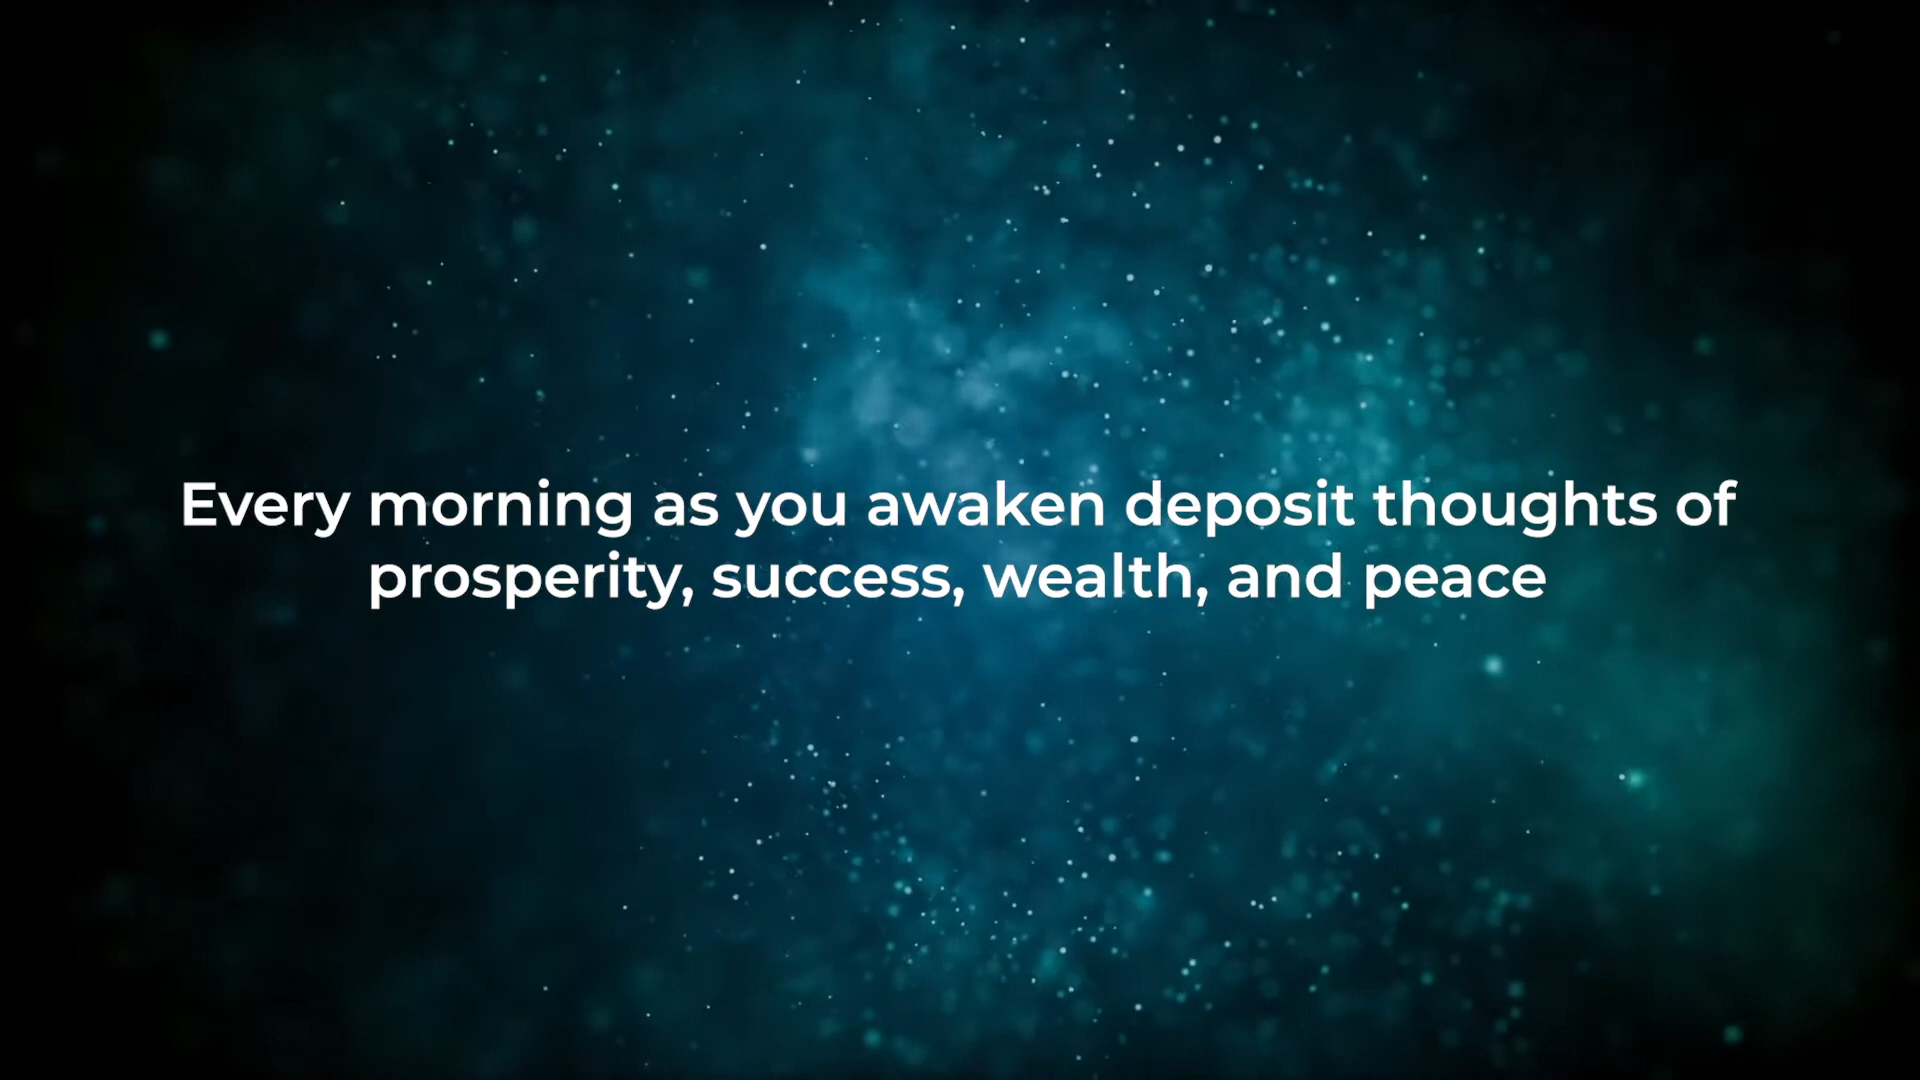 Every morning as you awaken deposit thoughts of
prosperity, success, wealth, and peace